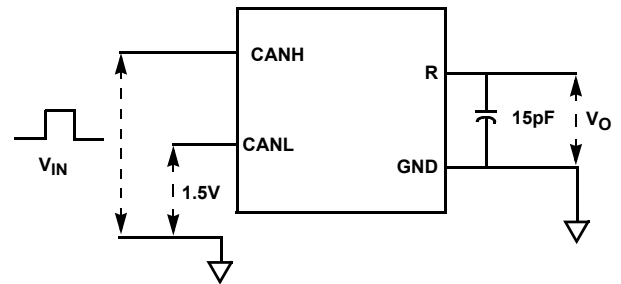 CANH
R
15pF
V_O
V_IN
CANL
GND
1.5V